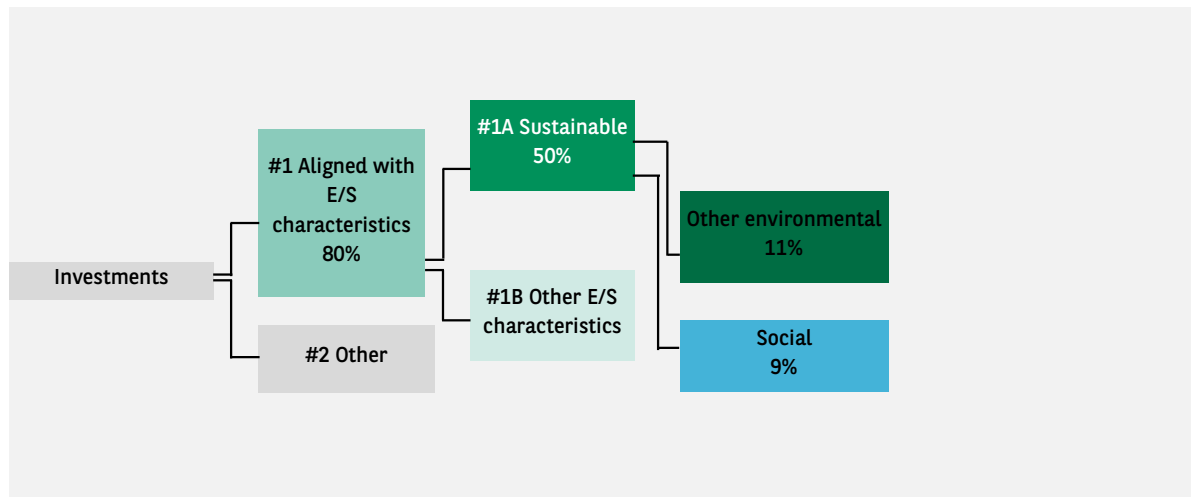 Investments
#1 Aligned with
E/S
characteristics
80%
#2 Other
#1A Sustainable
50%
#1B Other E/S
characteristics
Other environmental
11%
Social
9%